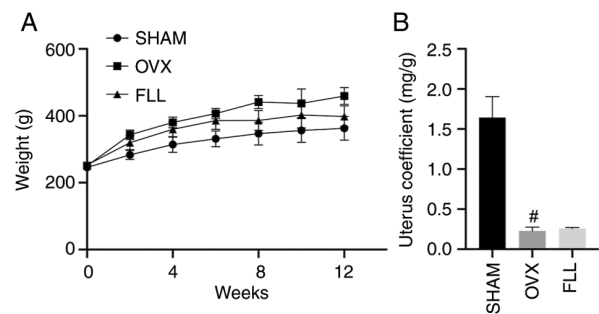 A
SHAM
OVX
FLL
Weight (g)
600
400
200
0
0
4
8
12
Weeks
B
Uterus coefficient (mg/g)
2.5
2.0
1.5
1.0
0.5
0.0
#
SHAM
OVX
FLL